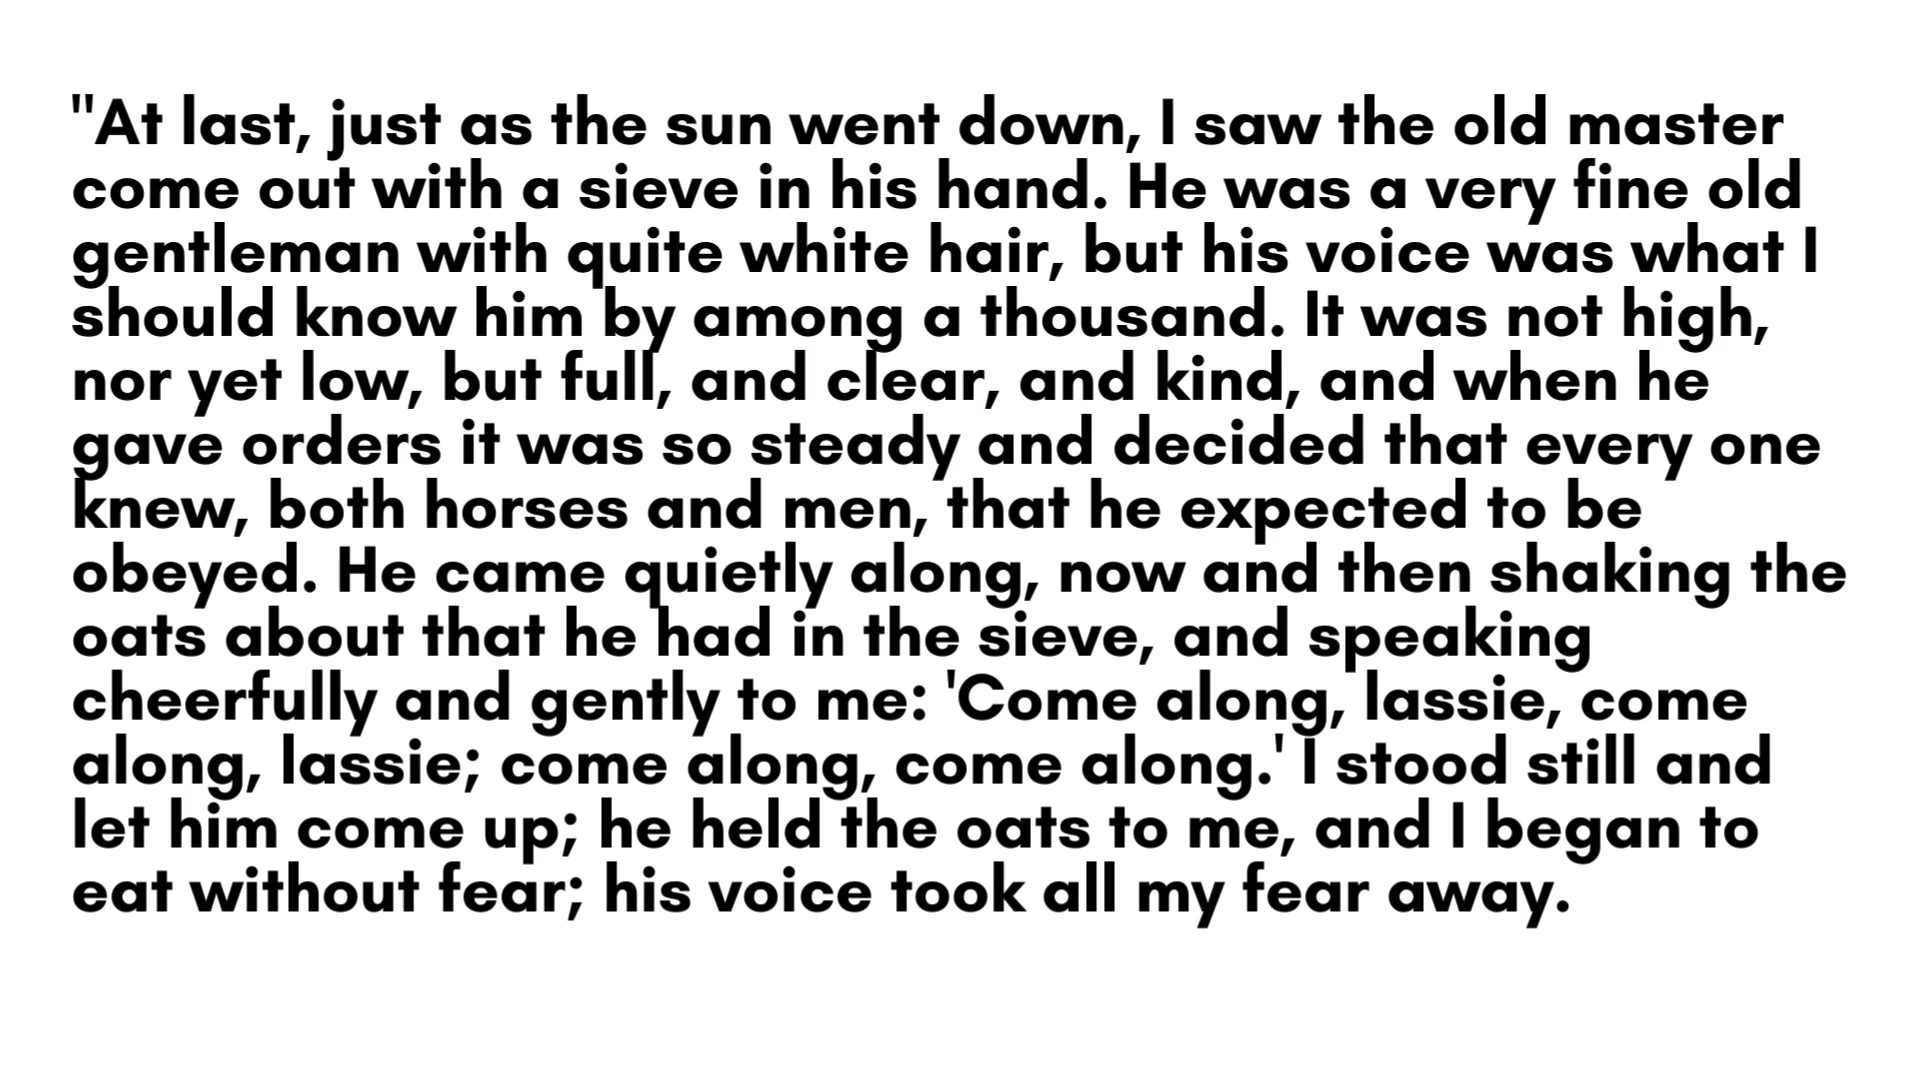 "At last, just as the sun went down, I saw the old master
come out with a sieve in his hand. He was a very fine old
gentleman with quite white hair, but his voice was what I
should know him by among a thousand. It was not high,
nor yet low, but full, and clear, and kind, and when he
gave orders it was so steady and decided that every one
knew, both horses and men, that he expected to be
obeyed. He came quietly along, now and then shaking the
oats about that he had in the sieve, and speaking
cheerfully and gently to me: 'Come along, lassie, come
along, lassie; come along, come along.' I stood still and
let him come up; he held the oats to me, and I began to
eat without fear; his voice took all my fear away.